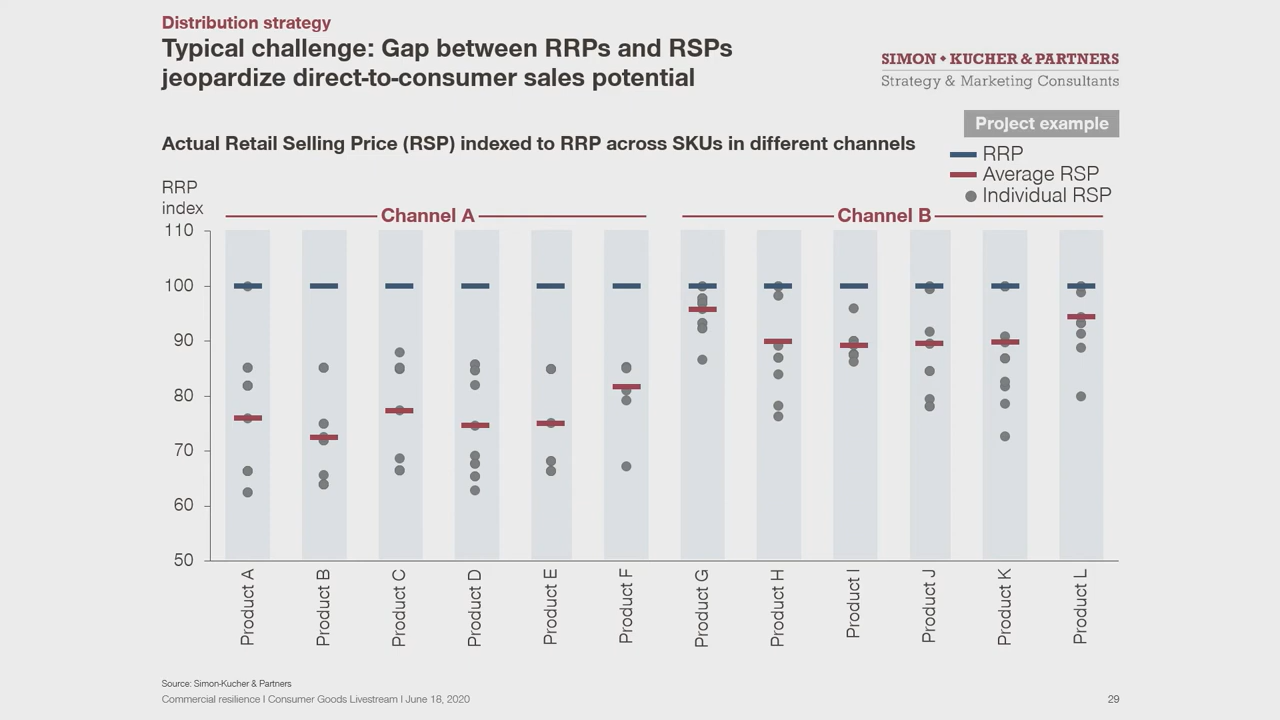 Distribution strategy
Typical challenge: Gap between RRPs and RSPs
jeopardize direct-to-consumer sales potential
SIMON • KUCHER & PARTNERS
Strategy & Marketing Consultants
Project example
Actual Retail Selling Price (RSP) indexed to RRP across SKUs in different channels
RRP
Average RSP
Individual RSP
RRP
index
Channel A
Channel B
110
100
90
80
70
60
50
Product A
Product B
Product C
Product D
Product E
Product F
Product G
Product H
Product I
Product J
Product K
Product L
Source: Simon-Kucher & Partners
Commercial resilience I Consumer Goods Livestream I June 18, 2020
29